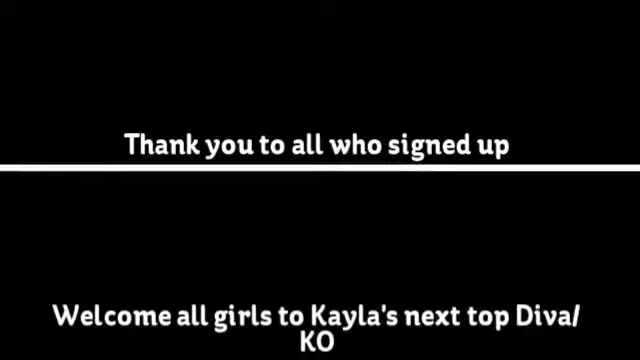 Thank you to all who signed up
Welcome all girls to Kayla's next top Diva/
KO